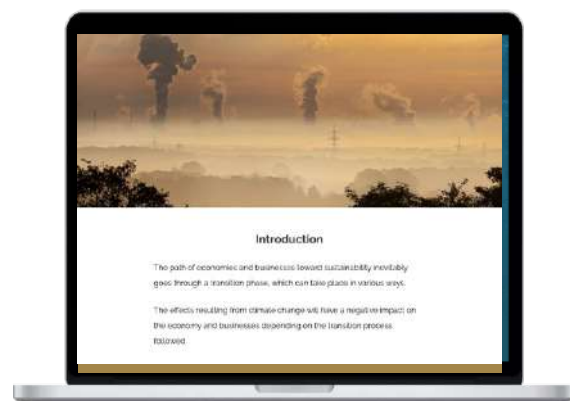 Introduction
The path of economies and businesses toward sustainability inevitably
goes through a transition phase, which can take place in various ways.
The effects resulting from climate change will have a negative impact on
the economy and businesses depending on the transition process
followed.